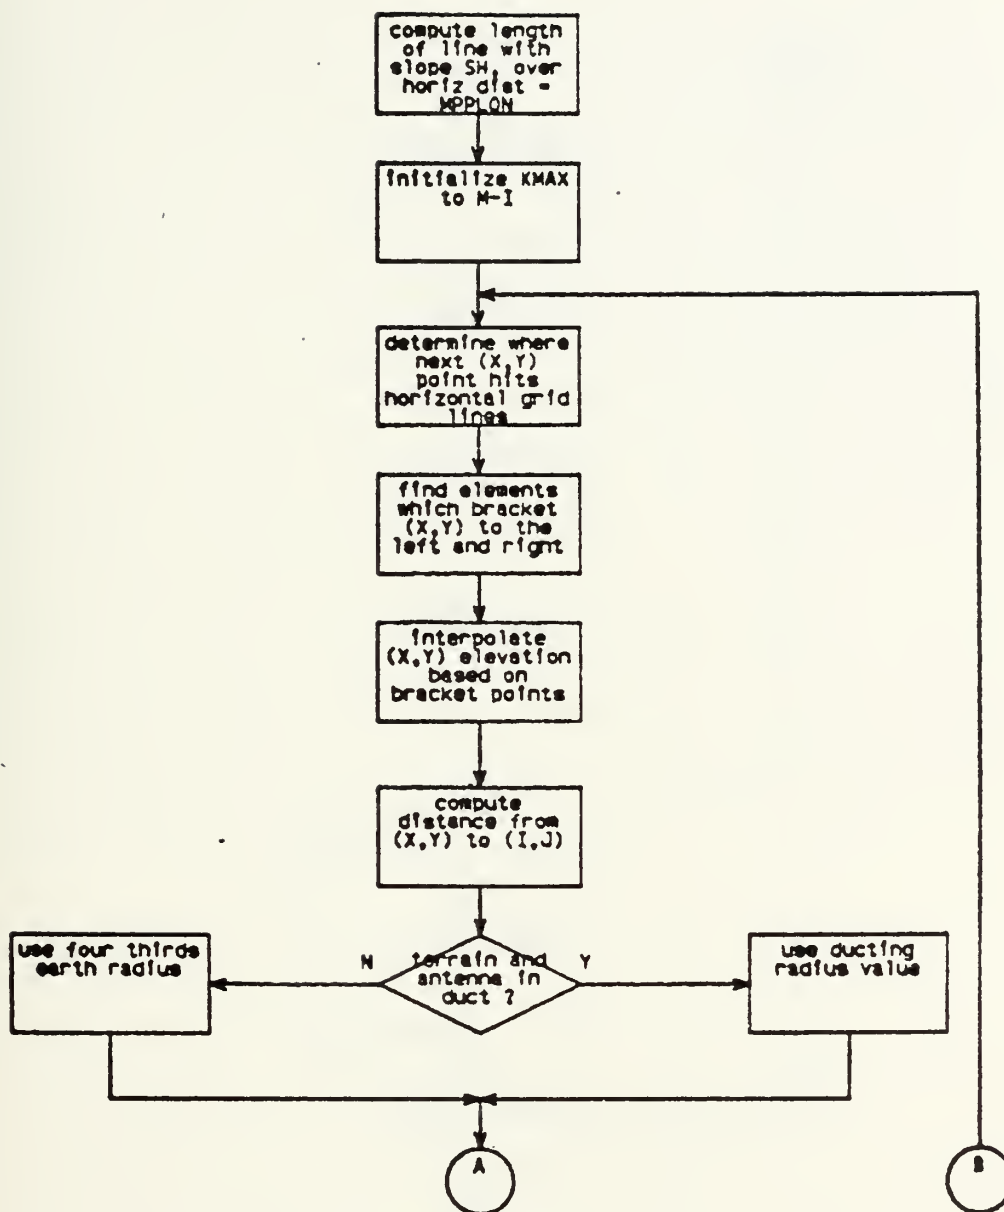 compute length
of line with
slope SH, over
horiz dist =
MPPLON
initialize KMAX
to M-I
determine where
next (X,Y)
point hits
horizontal grid
lines
find elements
which bracket
(X,Y) to the
left and right
interpolate
(X,Y) elevation
based on
bracket points
compute
distance from
(X,Y) to (I,J)
use four thirds
earth radius
N
terrain and
antenna in
duct ?
Y
use ducting
radius value
A
B